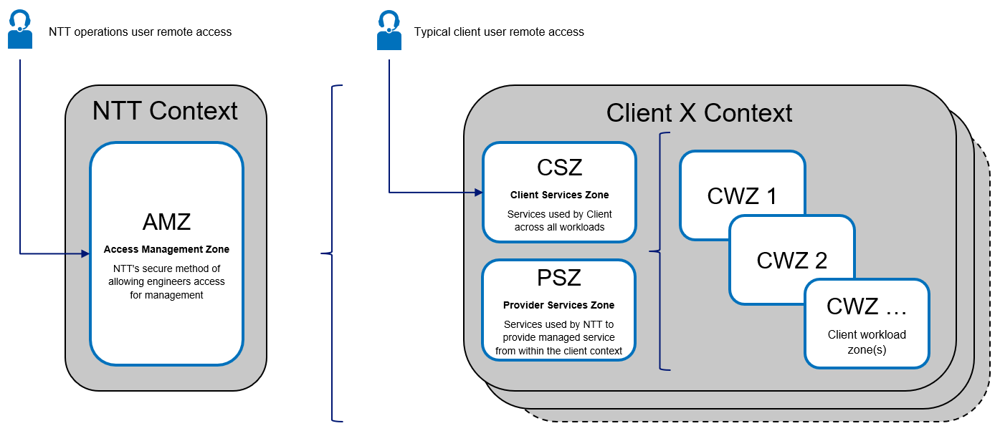 NTT operations user remote access
Typical client user remote access
NTT Context
AMZ
Access Management Zone
NTT's secure method of
allowing engineers access
for management
Client X Context
CSZ
Client Services Zone
Services used by Client
across all workloads
PSZ
Provider Services Zone
Services used by NTT to
provide managed service
from within the client context
CWZ 1
CWZ 2
CWZ …
Client workload
zone(s)